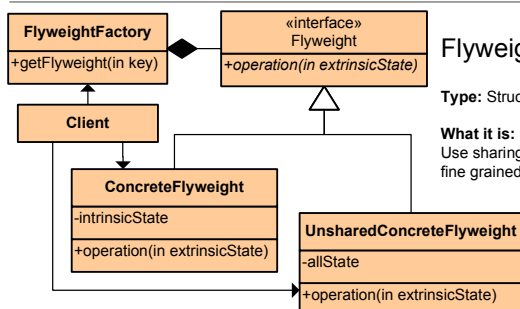 FlyweightFactory
+getFlyweight(in key)
«interface»
Flyweight
+operation(in extrinsicState)
Client
ConcreteFlyweight
-intrinsicState
+operation(in extrinsicState)
UnsharedConcreteFlyweight
-allState
+operation(in extrinsicState)
Flyweig
Type: Struc
What it is:
Use sharing
fine grained